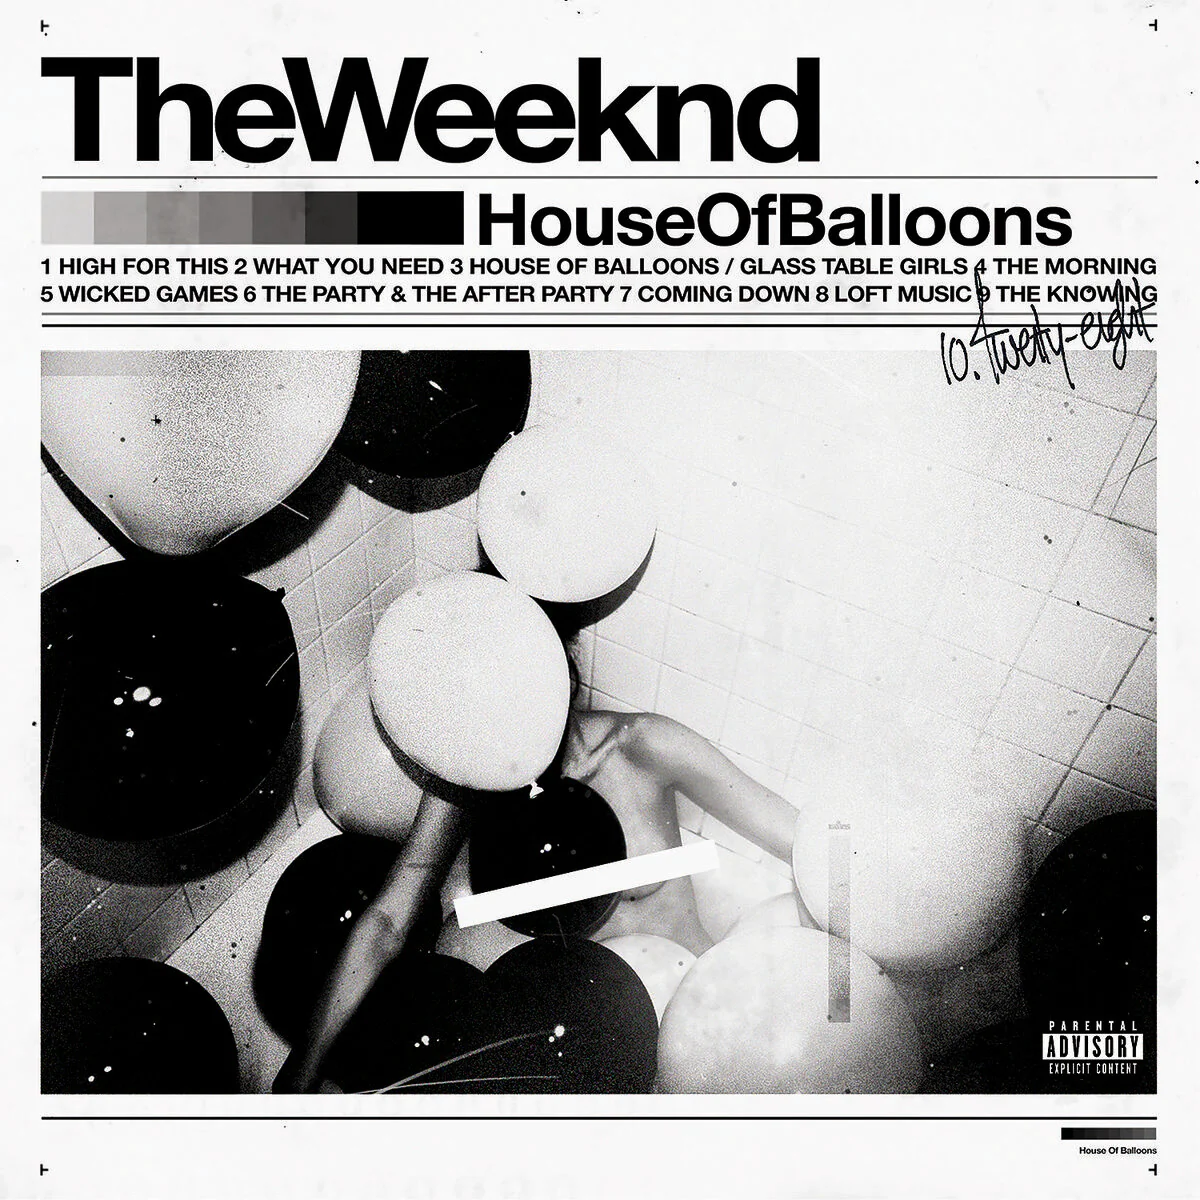 TheWeeknd
HouseOfBalloons
1 HIGH FOR THIS 2 WHAT YOU NEED 3 HOUSE OF BALLOONS / GLASS TABLE GIRLS 4 THE MORNING
5 WICKED GAMES 6 THE PARTY & THE AFTER PARTY 7 COMING DOWN 8 LOFT MUSIC 9 THE KNOWING
10. twenty-eight
PARENTAL
ADVISORY
EXPLICIT CONTENT
House Of Balloons